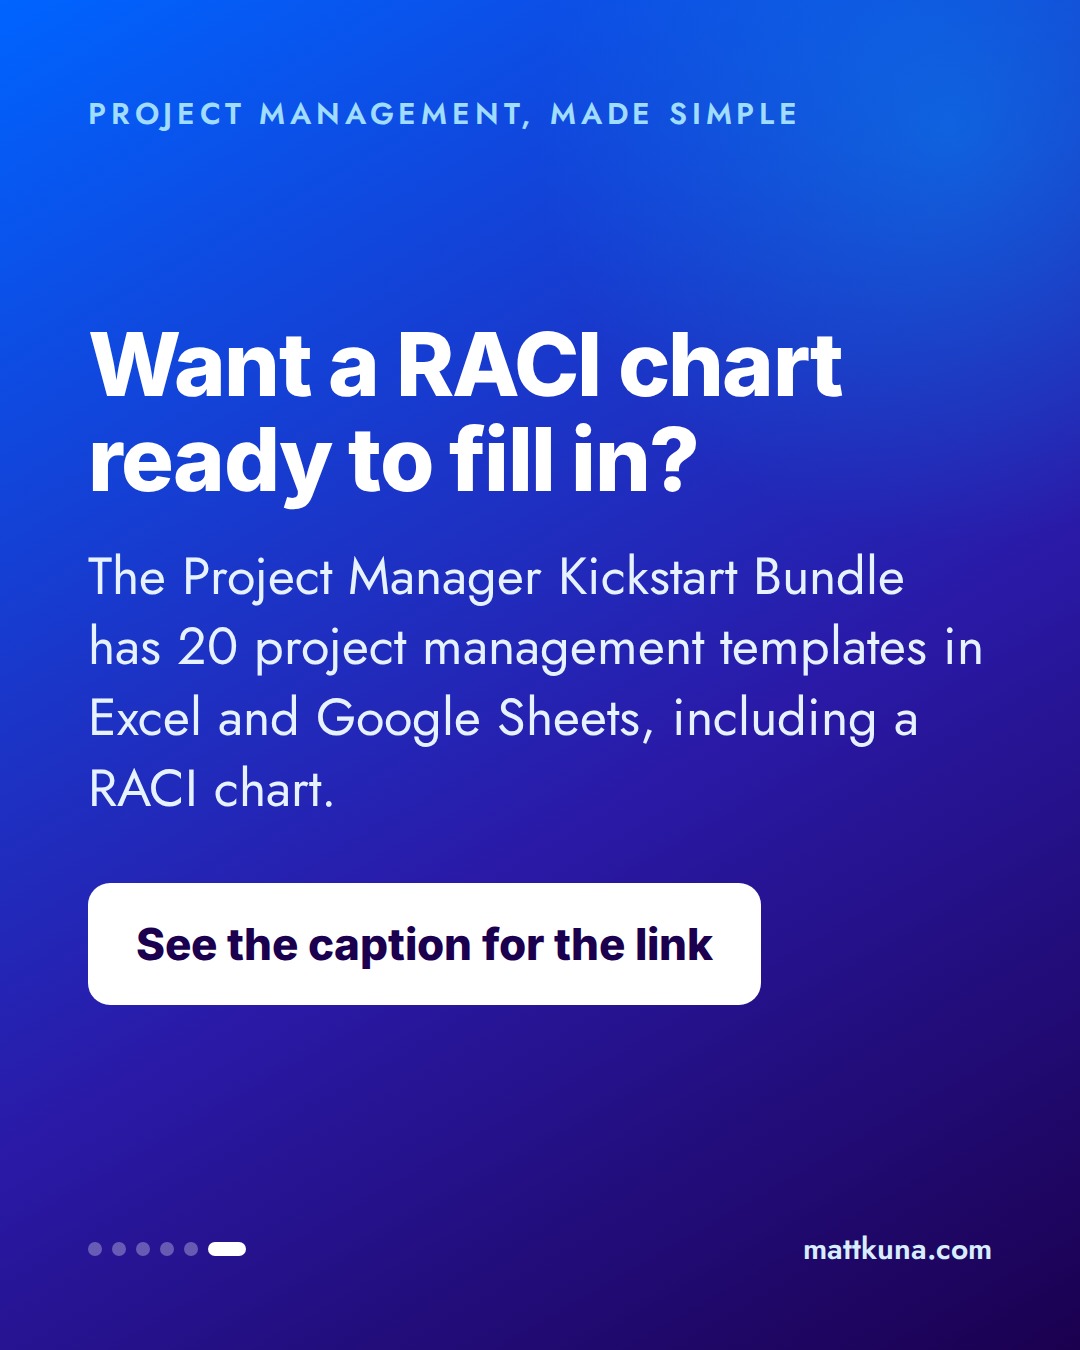 PROJECT MANAGEMENT, MADE SIMPLE
Want a RACI chart
ready to fill in?
The Project Manager Kickstart Bundle
has 20 project management templates in
Excel and Google Sheets, including a
RACI chart.
See the caption for the link
mattkuna.com